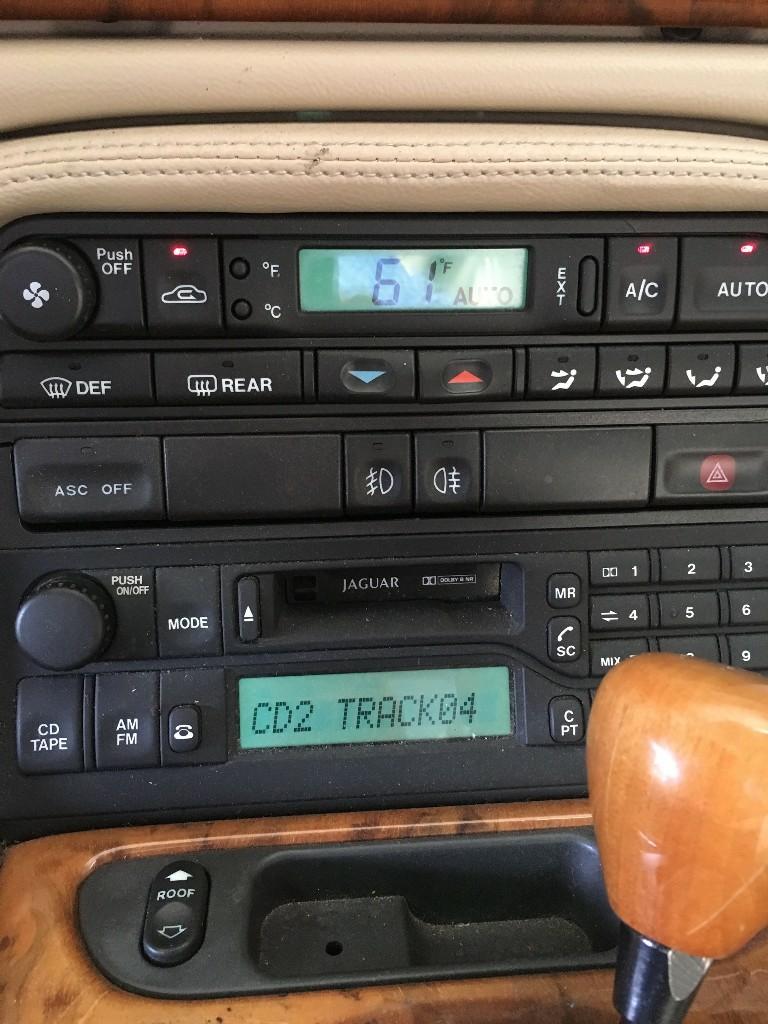 Push
OFF
°F
°C
61°F
AUTO
EXT
A/C
AUTO
DEF
REAR
ASC OFF
PUSH
ON/OFF
MODE
JAGUAR
DOLBY B NR
MR
1
2
3
4
5
6
SC
MIX
9
CD
TAPE
AM
FM
CD2 TRACK04
C
PT
ROOF